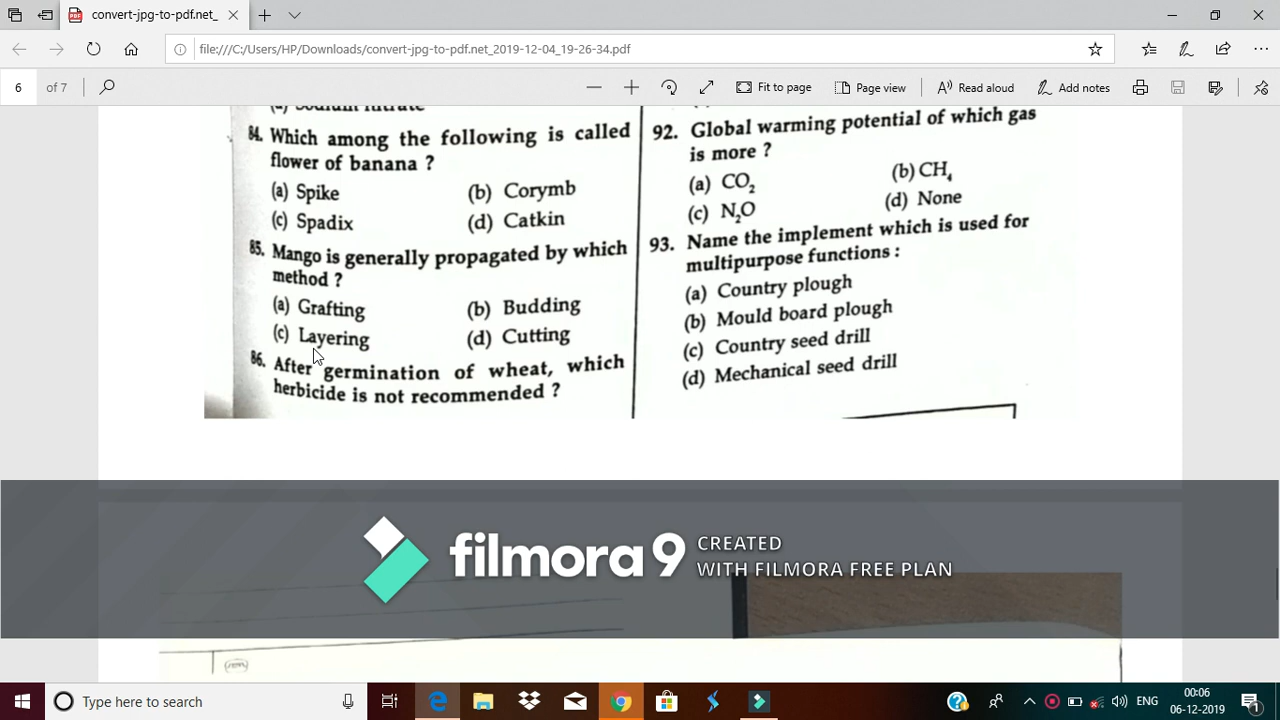 PDF convert-jpg-to-pdf.net_
file:///C:/Users/HP/Downloads/convert-jpg-to-pdf.net_2019-12-04_19-26-34.pdf
6 of 7
Fit to page
Page view
Read aloud
Add notes
(a) Sodium nitrate
84. Which among the following is called
flower of banana ?
(a) Spike (b) Corymb
(c) Spadix (d) Catkin
85. Mango is generally propagated by which
method ?
(a) Grafting (b) Budding
(c) Layering (d) Cutting
86. After germination of wheat, which
herbicide is not recommended ?
92. Global warming potential of which gas
is more ?
(a) CO₂ (b) CH₄
(c) N₂O (d) None
93. Name the implement which is used for
multipurpose functions :
(a) Country plough
(b) Mould board plough
(c) Country seed drill
(d) Mechanical seed drill
filmora 9 CREATED
WITH FILMORA FREE PLAN
Type here to search
ENG
00:06
06-12-2019
1